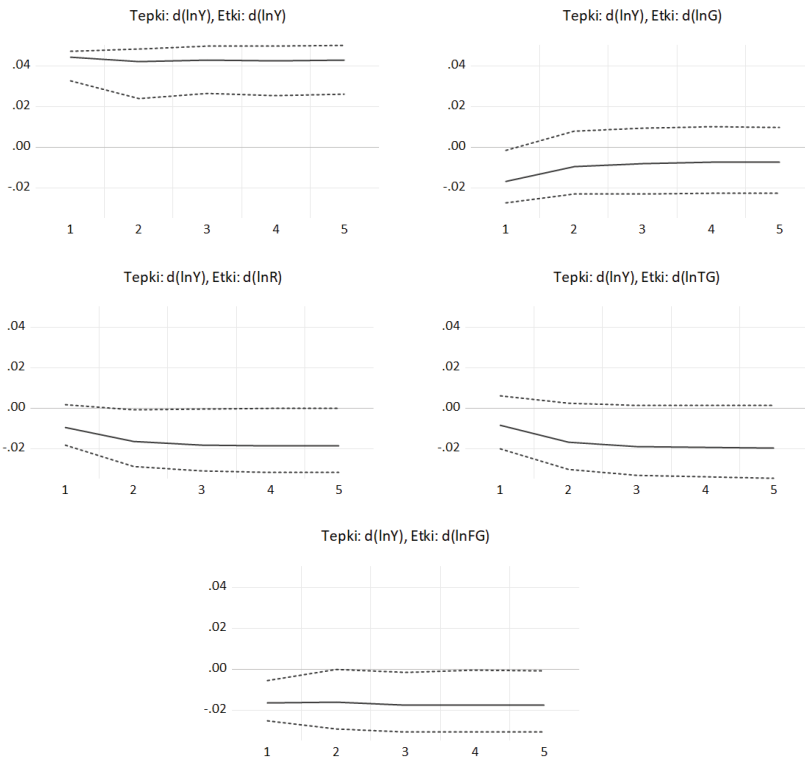 Tepki: d(lnY), Etki: d(lnY)
.04
.02
.00
-.02
1 2 3 4 5
Tepki: d(lnY), Etki: d(lnG)
.04
.02
.00
-.02
1 2 3 4 5
Tepki: d(lnY), Etki: d(lnR)
.04
.02
.00
-.02
1 2 3 4 5
Tepki: d(lnY), Etki: d(lnTG)
.04
.02
.00
-.02
1 2 3 4 5
Tepki: d(lnY), Etki: d(lnFG)
.04
.02
.00
-.02
1 2 3 4 5